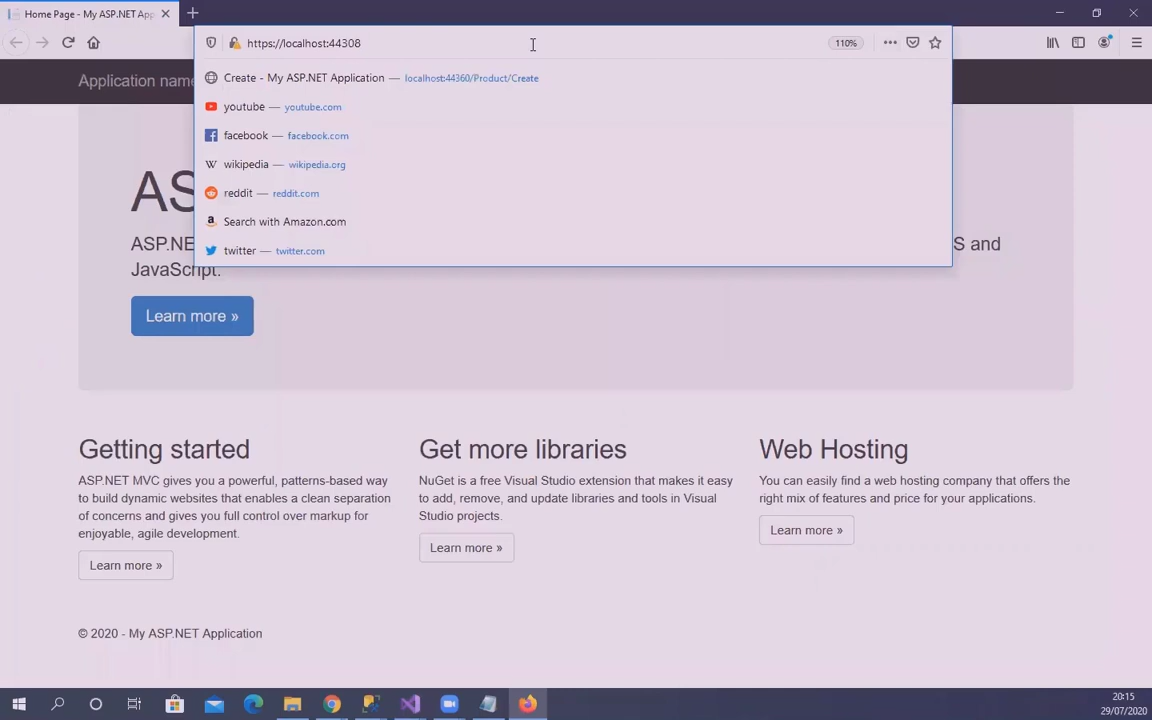 Home Page - My ASP.NET App
https://localhost:44308
110%
Create - My ASP.NET Application — localhost:44360/Product/Create
youtube — youtube.com
facebook — facebook.com
wikipedia — wikipedia.org
reddit — reddit.com
Search with Amazon.com
twitter — twitter.com
Application name
AS
ASP.NE S and
JavaScript.
Learn more »
Getting started
ASP.NET MVC gives you a powerful, patterns-based way
to build dynamic websites that enables a clean separation
of concerns and gives you full control over markup for
enjoyable, agile development.
Learn more »
Get more libraries
NuGet is a free Visual Studio extension that makes it easy
to add, remove, and update libraries and tools in Visual
Studio projects.
Learn more »
Web Hosting
You can easily find a web hosting company that offers the
right mix of features and price for your applications.
Learn more »
© 2020 - My ASP.NET Application
20:15
29/07/2020